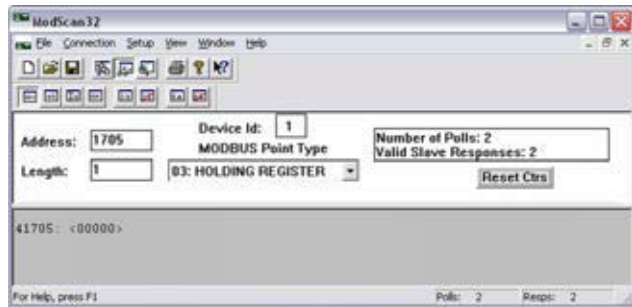 ModScan32
File Connection Setup View Window Help
Address: 1705
Device Id: 1
MODBUS Point Type
Length: 1
03: HOLDING REGISTER
Number of Polls: 2
Valid Slave Responses: 2
Reset Ctrs
41705: <00000>
For Help, press F1
Polls: 2
Resps: 2